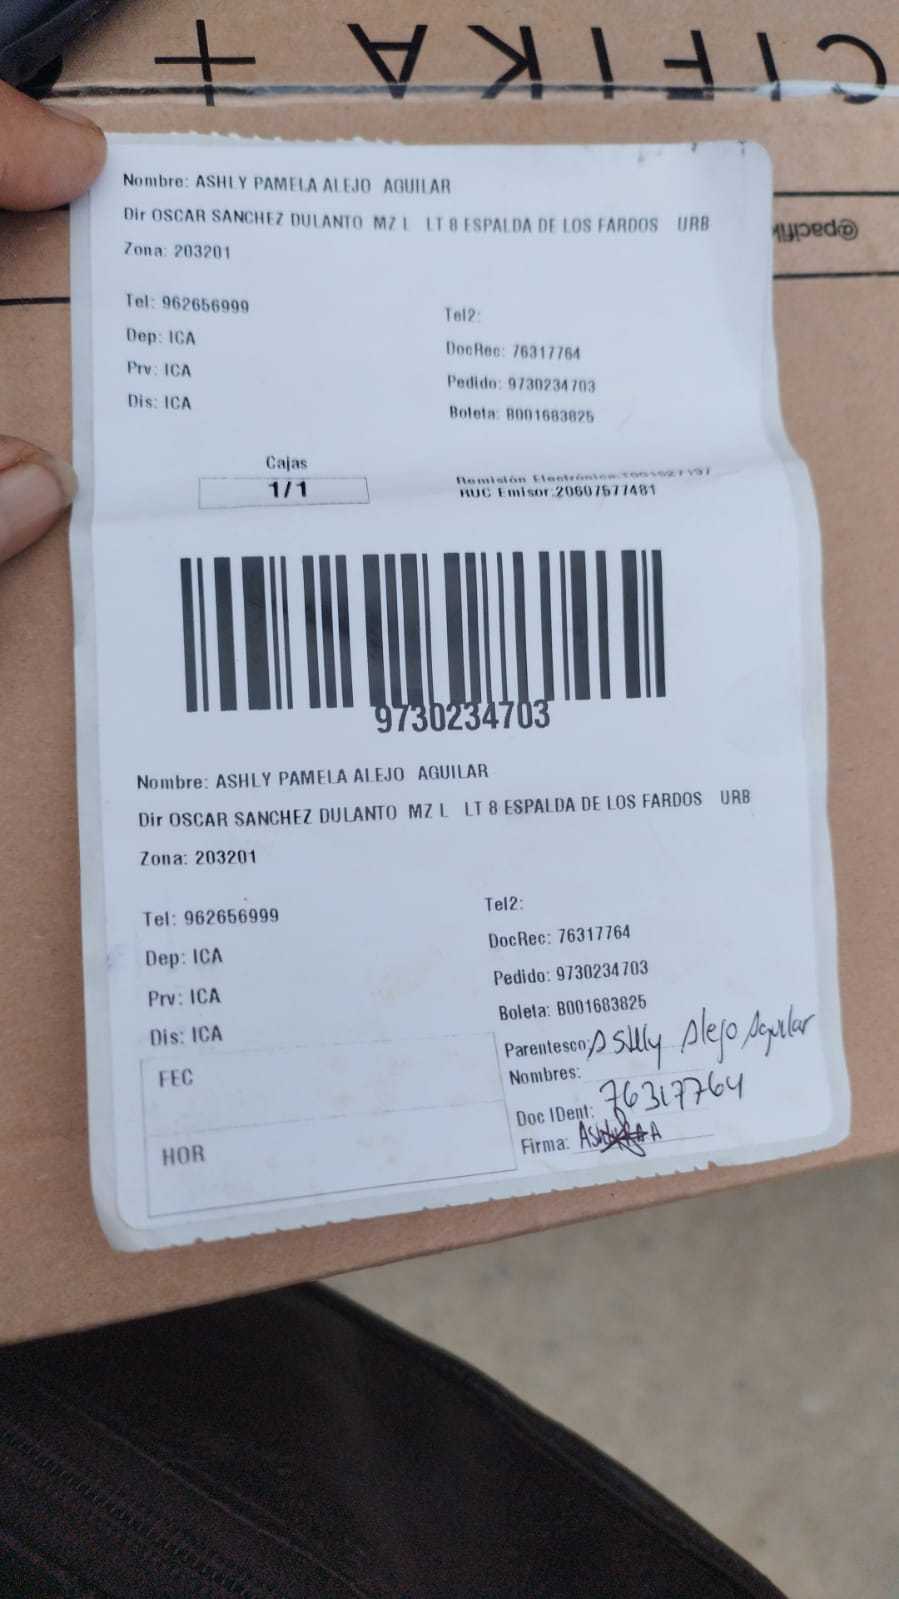 CIFIKA +
@pacifik
Nombre: ASHLY PAMELA ALEJO AGUILAR
Dir OSCAR SANCHEZ DULANTO MZ L LT 8 ESPALDA DE LOS FARDOS URB
Zona: 203201
Tel: 962656999
Tel2:
Dep: ICA
DocRec: 76317764
Prv: ICA
Pedido: 9730234703
Dis: ICA
Boleta: B001683825
Cajas
1/1
Remisión Electrónica:
RUC Emisor:20607577481
9730234703
Nombre: ASHLY PAMELA ALEJO AGUILAR
Dir OSCAR SANCHEZ DULANTO MZ L LT 8 ESPALDA DE LOS FARDOS URB
Zona: 203201
Tel: 962656999
Tel2:
Dep: ICA
DocRec: 76317764
Prv: ICA
Pedido: 9730234703
Dis: ICA
Boleta: B001683825
FEC
HOR
Parentesco: Ashlly Alejo Aguilar
Nombres:
Doc IDent: 76317764
Firma: